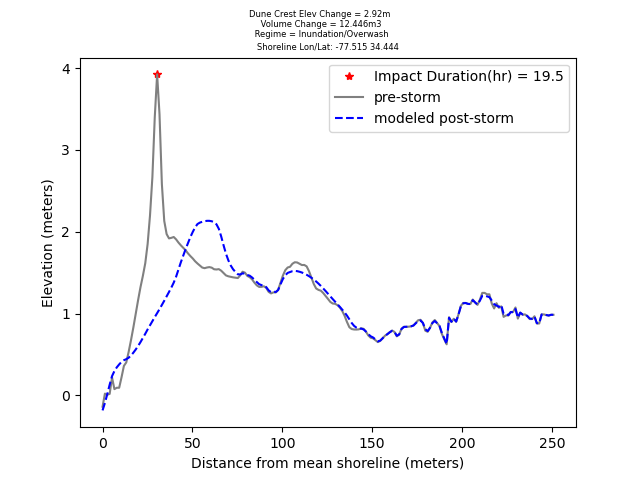 Dune Crest Elev Change = 2.92m
Volume Change = 12.446m3
Regime = Inundation/Overwash
Shoreline Lon/Lat: -77.515 34.444
Impact Duration(hr) = 19.5
pre-storm
modeled post-storm
Elevation (meters)
4
3
2
1
0
0 50 100 150 200 250
Distance from mean shoreline (meters)